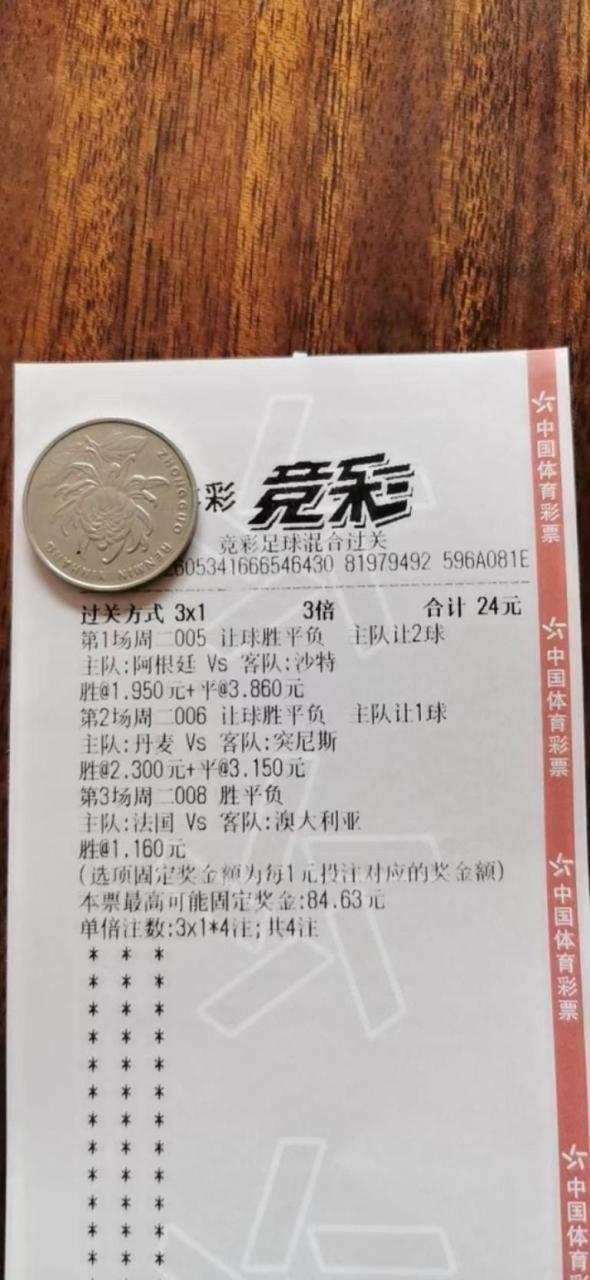 彩 竞彩
竞彩足球混合过关
2605341666546430 81979492 596A081E
过关方式 3x1 3倍 合计 24元
第1场周二005 让球胜平负 主队让2球
主队:阿根廷 Vs 客队:沙特
胜@1.950元+平@3.860元
第2场周二006 让球胜平负 主队让1球
主队:丹麦 Vs 客队:突尼斯
胜@2.300元+平@3.150元
第3场周二008 胜平负
主队:法国 Vs 客队:澳大利亚
胜@1.160元
(选项固定奖金额为每1元投注对应的奖金额)
本票最高可能固定奖金:84.63元
单倍注数:3x1*4注;共4注
* * *
* * *
* * *
* * *
* * *
* * *
* * *
* * *
* * *
* * *
* * *
* * *
中国体育彩票
中国体育彩票
中国体育彩票
中国体育彩
ZHONGGUO RENMIN YINHANG